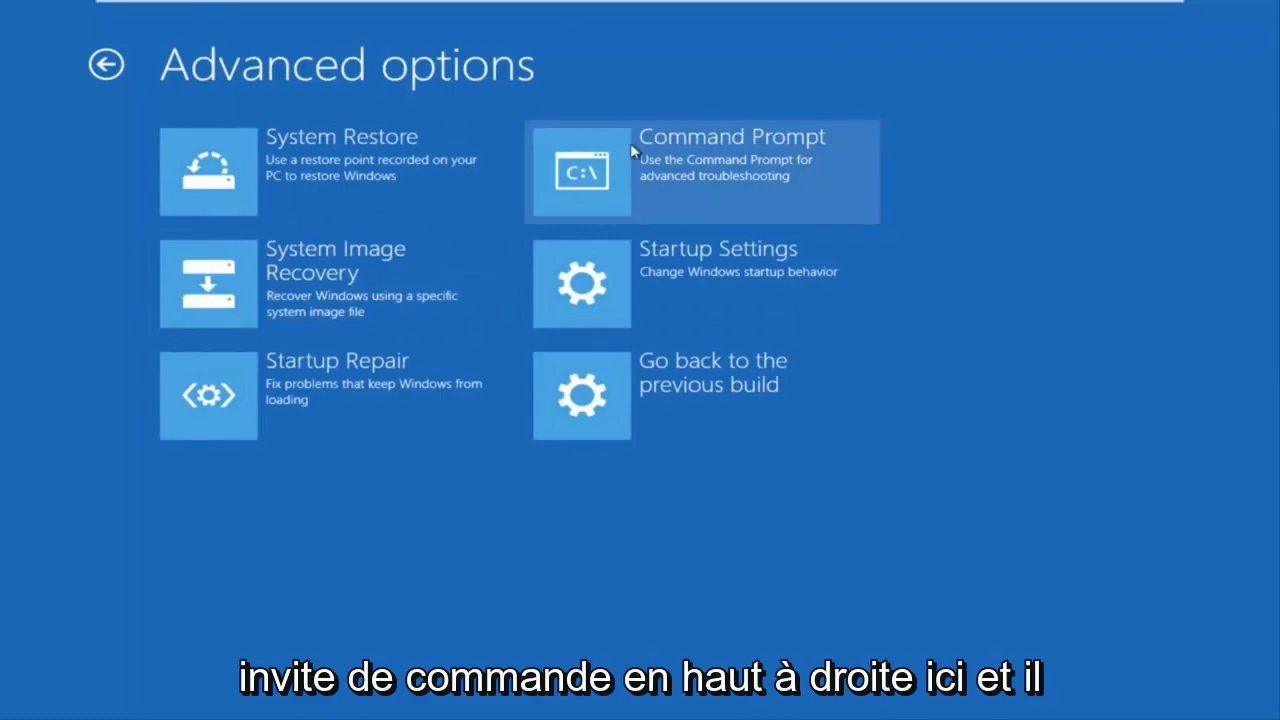 Advanced options
System Restore
Use a restore point recorded on your
PC to restore Windows
Command Prompt
C:\
Use the Command Prompt for
advanced troubleshooting
System Image
Recovery
Recover Windows using a specific
system image file
Startup Settings
Change Windows startup behavior
Startup Repair
Fix problems that keep Windows from
loading
Go back to the
previous build
invite de commande en haut à droite ici et il